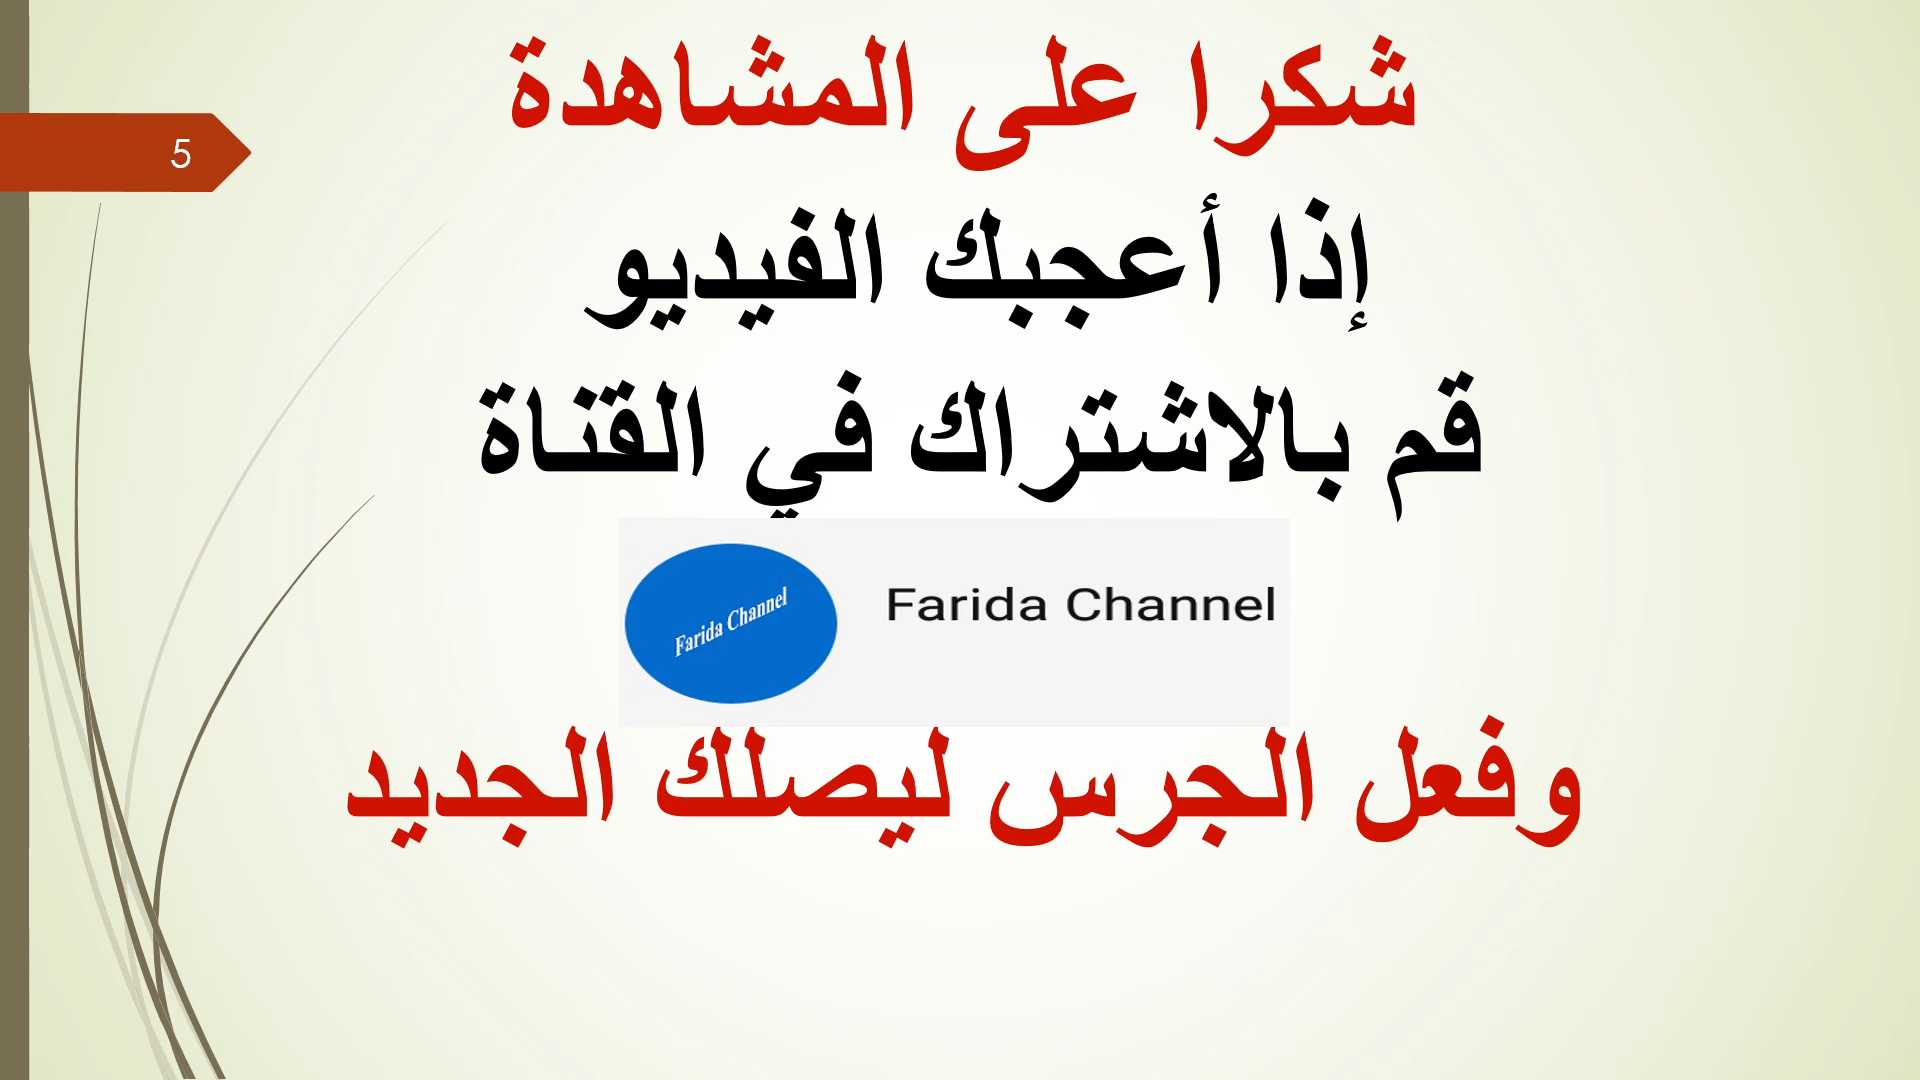 شكرا على المشاهدة
5
إذا أعجبك الفيديو
قم بالاشتراك في القناة
Farida Channel
Farida Channel
وفعل الجرس ليصلك الجديد